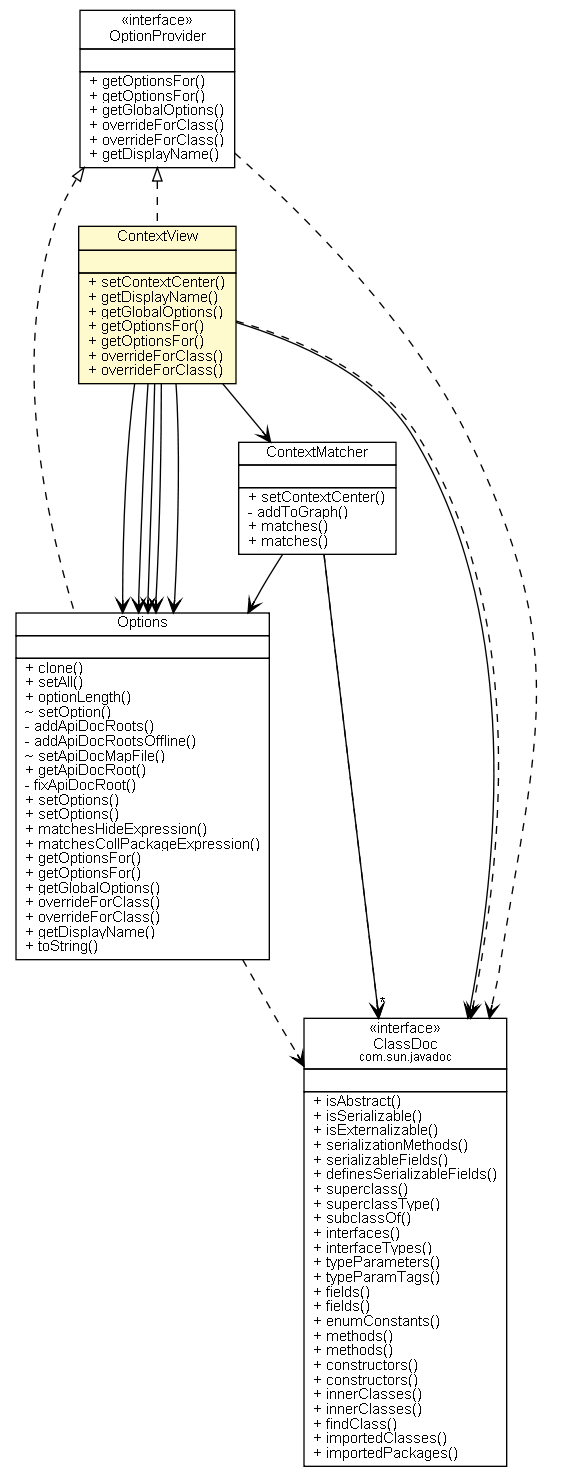 «interface»
OptionProvider
+ getOptionsFor()
+ getOptionsFor()
+ getGlobalOptions()
+ overrideForClass()
+ overrideForClass()
+ getDisplayName()
ContextView
+ setContextCenter()
+ getDisplayName()
+ getGlobalOptions()
+ getOptionsFor()
+ getOptionsFor()
+ overrideForClass()
+ overrideForClass()
ContextMatcher
+ setContextCenter()
- addToGraph()
+ matches()
+ matches()
Options
+ clone()
+ setAll()
+ optionLength()
~ setOption()
- addApiDocRoots()
- addApiDocRootsOffline()
~ setApiDocMapFile()
+ getApiDocRoot()
- fixApiDocRoot()
+ setOptions()
+ setOptions()
+ matchesHideExpression()
+ matchesCollPackageExpression()
+ getOptionsFor()
+ getOptionsFor()
+ getGlobalOptions()
+ overrideForClass()
+ overrideForClass()
+ getDisplayName()
+ toString()
*
«interface»
ClassDoc
com.sun.javadoc
+ isAbstract()
+ isSerializable()
+ isExternalizable()
+ serializationMethods()
+ serializableFields()
+ definesSerializableFields()
+ superclass()
+ superclassType()
+ subclassOf()
+ interfaces()
+ interfaceTypes()
+ typeParameters()
+ typeParamTags()
+ fields()
+ fields()
+ enumConstants()
+ methods()
+ methods()
+ constructors()
+ constructors()
+ innerClasses()
+ innerClasses()
+ findClass()
+ importedClasses()
+ importedPackages()